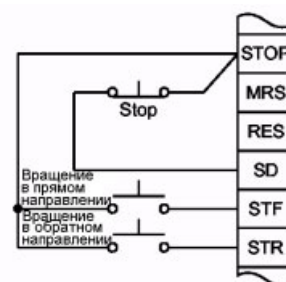 STOP
MRS
Stop
RES
SD
Вращение
в прямом
направлении
STF
Вращение
в обратном
направлении
STR